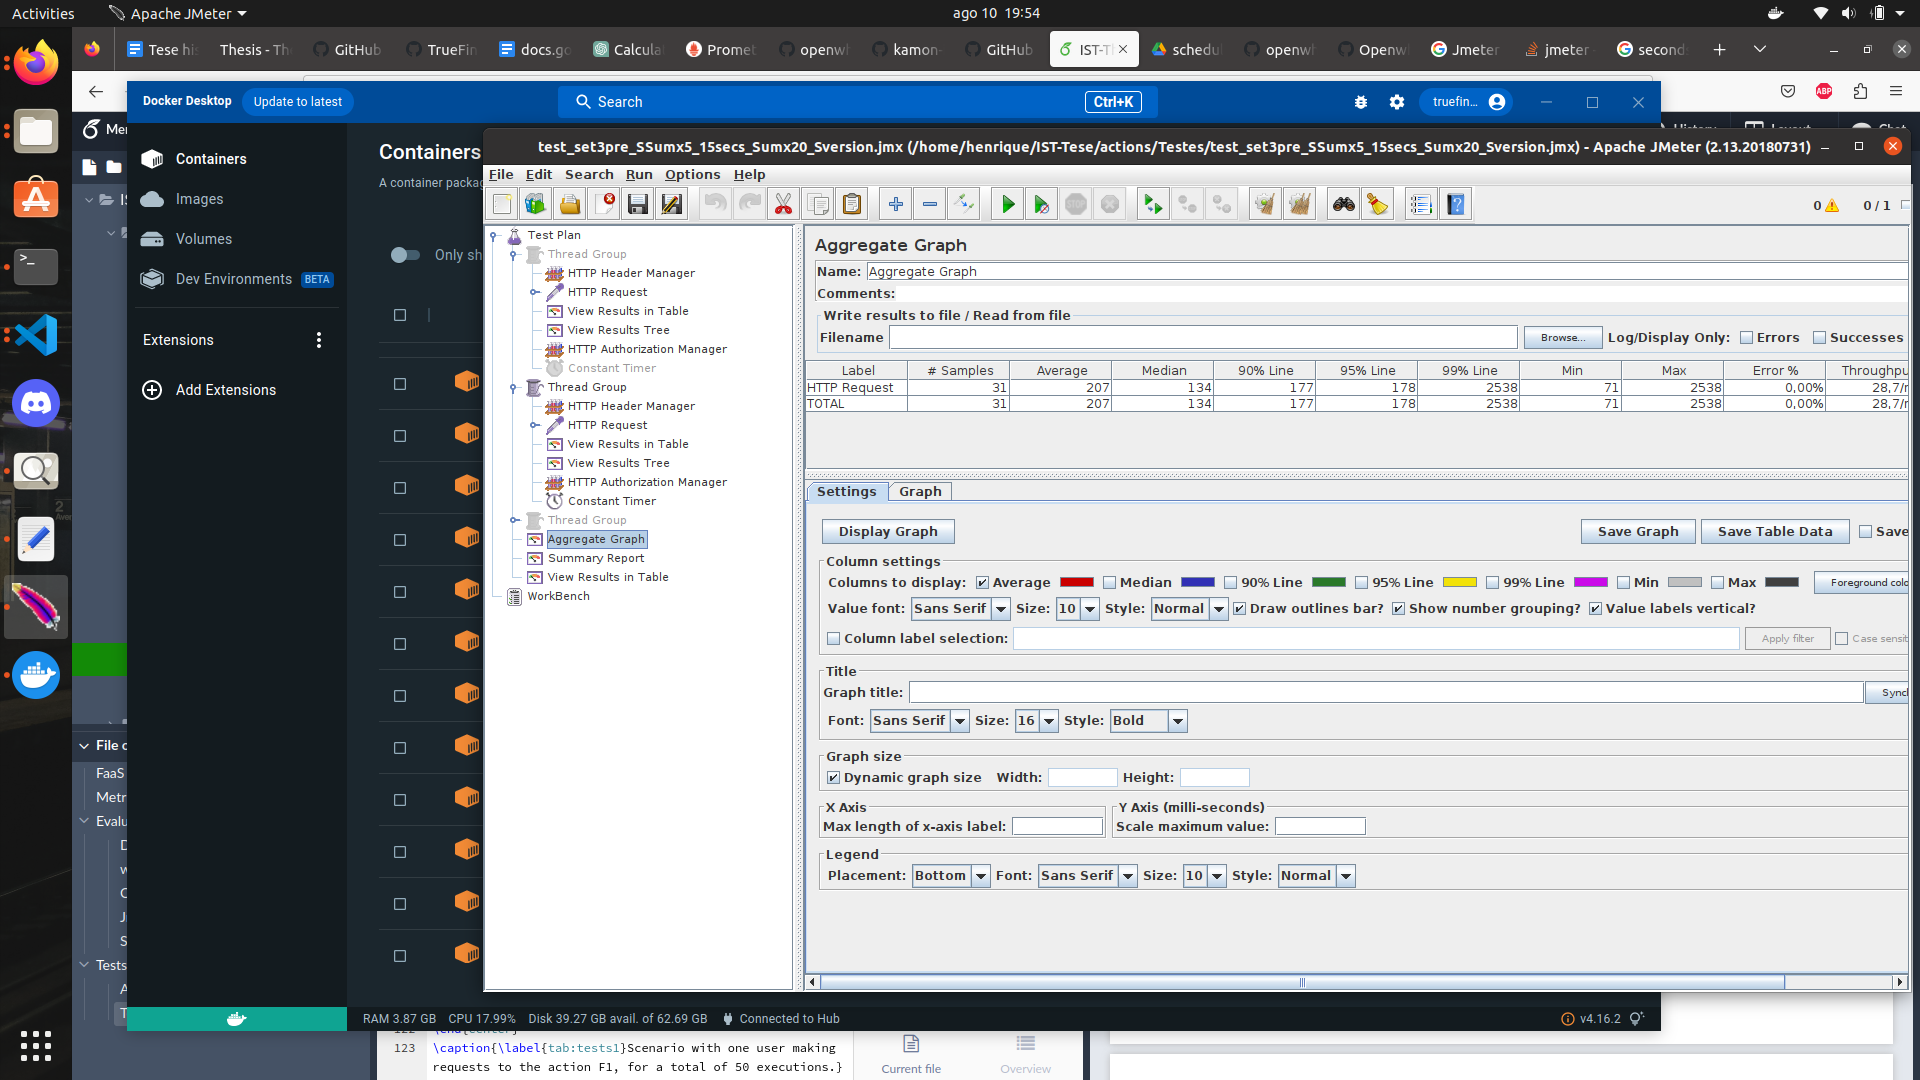 Activities
Apache JMeter
ago 10 19:54
Tese his
Thesis - Th
GitHub
TrueFin
docs.go
Calcula
Promet
openwh
kamon-
GitHub
IST-T
schedul
openwh
Openw
Jmeter
jmeter
second
Docker Desktop
Update to latest
Search
Ctrl+K
truefin...
ABP
Containers
Images
Volumes
Dev Environments
BETA
Extensions
Add Extensions
Containers
A container packag
Only sh
test_set3pre_SSumx5_15secs_Sumx20_Sversion.jmx (/home/henrique/IST-Tese/actions/Testes/test_set3pre_SSumx5_15secs_Sumx20_Sversion.jmx) - Apache JMeter (2.13.20180731)
File Edit Search Run Options Help
0
0 / 1
Test Plan
Thread Group
HTTP Header Manager
HTTP Request
View Results in Table
View Results Tree
HTTP Authorization Manager
Constant Timer
Thread Group
HTTP Header Manager
HTTP Request
View Results in Table
View Results Tree
HTTP Authorization Manager
Constant Timer
Thread Group
Aggregate Graph
Summary Report
View Results in Table
WorkBench
Aggregate Graph
Name: Aggregate Graph
Comments:
Write results to file / Read from file
Filename
Browse...
Log/Display Only: Errors Successes
Label # Samples Average Median 90% Line 95% Line 99% Line Min Max Error % Throughpu
HTTP Request 31 207 134 177 178 2538 71 2538 0,00% 28,7/r
TOTAL 31 207 134 177 178 2538 71 2538 0,00% 28,7/r
Settings Graph
Display Graph Save Graph Save Table Data Save
Column settings
Columns to display: Average Median 90% Line 95% Line 99% Line Min Max Foreground colo
Value font: Sans Serif Size: 10 Style: Normal Draw outlines bar? Show number grouping? Value labels vertical?
Column label selection: Apply filter Case sensit
Title
Graph title: Sync
Font: Sans Serif Size: 16 Style: Bold
Graph size
Dynamic graph size Width: Height:
X Axis
Max length of x-axis label:
Y Axis (milli-seconds)
Scale maximum value:
Legend
Placement: Bottom Font: Sans Serif Size: 10 Style: Normal
RAM 3.87 GB CPU 17.99% Disk 39.27 GB avail. of 62.69 GB Connected to Hub
v4.16.2
File o
FaaS
Metr
Evalu
Tests
123 \caption{\label{tab:tests1}Scenario with one user making
requests to the action F1, for a total of 50 executions.}
Current file
Overview